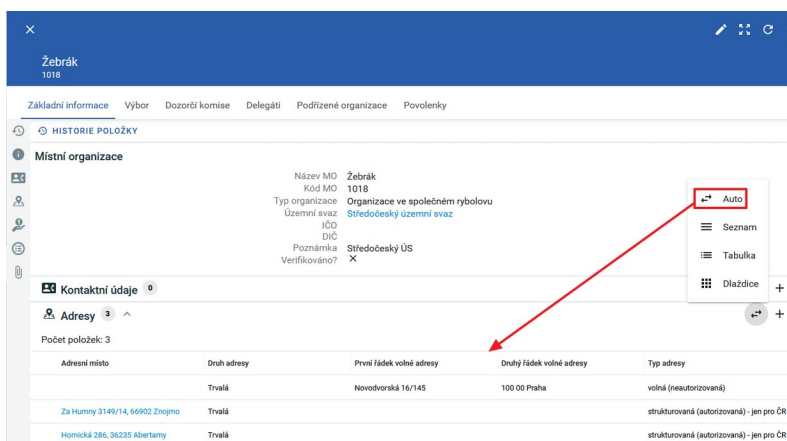 Žebrák
1018
Základní informace Výbor Dozorčí komise Delegáti Podřízené organizace Povolenky
HISTORIE POLOŽKY
Místní organizace
Název MO Žebrák
Kód MO 1018
Typ organizace Organizace ve společném rybolovu
Územní svaz Středočeský územní svaz
IČO
DIČ
Poznámka Středočeský ÚS
Verifikováno?
Auto
Seznam
Tabulka
Dlaždice
Kontaktní údaje 0
Adresy 3
Počet položek: 3
Adresní místo Druh adresy První řádek volné adresy Druhý řádek volné adresy Typ adresy
Trvalá Novodvorská 16/145 100 00 Praha volná (neautorizovaná)
Za Humny 3149/14, 66902 Znojmo Trvalá strukturovaná (autorizovaná) - jen pro ČR
Hornická 286, 36235 Abertamy Trvalá strukturovaná (autorizovaná) - jen pro ČR